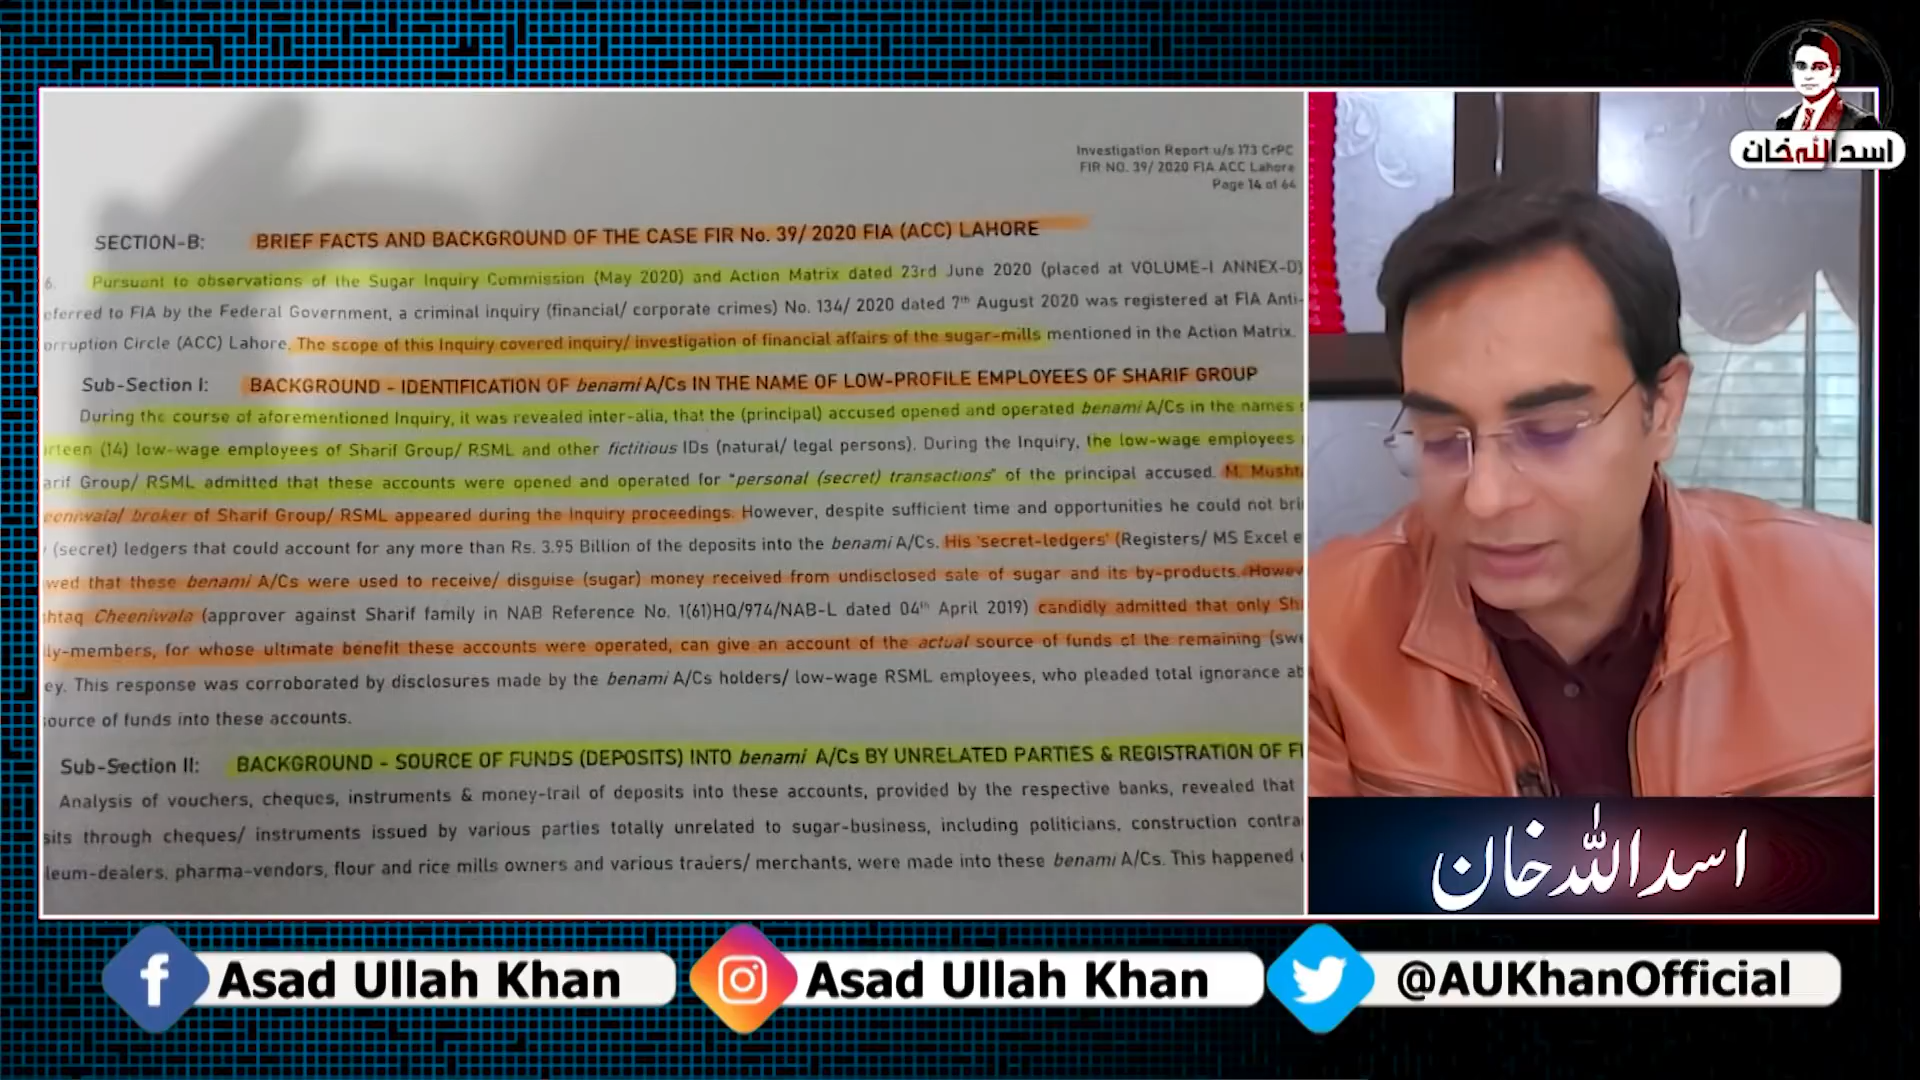 اسداللہ خان
Investigation Report u/s 173 CrPC
FIR NO. 39/ 2020 FIA ACC Lahore
Page 14 of 64
SECTION-B: BRIEF FACTS AND BACKGROUND OF THE CASE FIR No. 39/ 2020 FIA (ACC) LAHORE
6. Pursuant to observations of the Sugar Inquiry Commission (May 2020) and Action Matrix dated 23rd June 2020 (placed at VOLUME-I ANNEX-D)
eferred to FIA by the Federal Government, a criminal inquiry (financial/ corporate crimes) No. 134/ 2020 dated 7th August 2020 was registered at FIA Anti-
orruption Circle (ACC) Lahore. The scope of this Inquiry covered inquiry/ investigation of financial affairs of the sugar-mills mentioned in the Action Matrix.
Sub-Section I: BACKGROUND - IDENTIFICATION OF benami A/Cs IN THE NAME OF LOW-PROFILE EMPLOYEES OF SHARIF GROUP
During the course of aforementioned Inquiry, it was revealed inter-alia, that the (principal) accused opened and operated benami A/Cs in the names
rteen (14) low-wage employees of Sharif Group/ RSML and other fictitious IDs (natural/ legal persons). During the Inquiry, the low-wage employees
arif Group/ RSML admitted that these accounts were opened and operated for "personal (secret) transactions" of the principal accused. M. Mushta
eeniwala/ broker of Sharif Group/ RSML appeared during the Inquiry proceedings. However, despite sufficient time and opportunities he could not bri
(secret) ledgers that could account for any more than Rs. 3.95 Billion of the deposits into the benami A/Cs. His 'secret-ledgers' (Registers/ MS Excel e
wed that these benami A/Cs were used to receive/ disguise (sugar) money received from undisclosed sale of sugar and its by-products. Howev
htaq Cheeniwala (approver against Sharif family in NAB Reference No. 1(61)HQ/974/NAB-L dated 04th April 2019) candidly admitted that only Sha
ly-members, for whose ultimate benefit these accounts were operated, can give an account of the actual source of funds of the remaining (swe
ey. This response was corroborated by disclosures made by the benami A/Cs holders/ low-wage RSML employees, who pleaded total ignorance ab
source of funds into these accounts.
Sub-Section II: BACKGROUND - SOURCE OF FUNDS (DEPOSITS) INTO benami A/Cs BY UNRELATED PARTIES & REGISTRATION OF FI
Analysis of vouchers, cheques, instruments & money-trail of deposits into these accounts, provided by the respective banks, revealed that
sits through cheques/ instruments issued by various parties totally unrelated to sugar-business, including politicians, construction contra
leum-dealers, pharma-vendors, flour and rice mills owners and various traders/ merchants, were made into these benami A/Cs. This happened
اسداللہ خان
Asad Ullah Khan
Asad Ullah Khan
@AUKhanOfficial